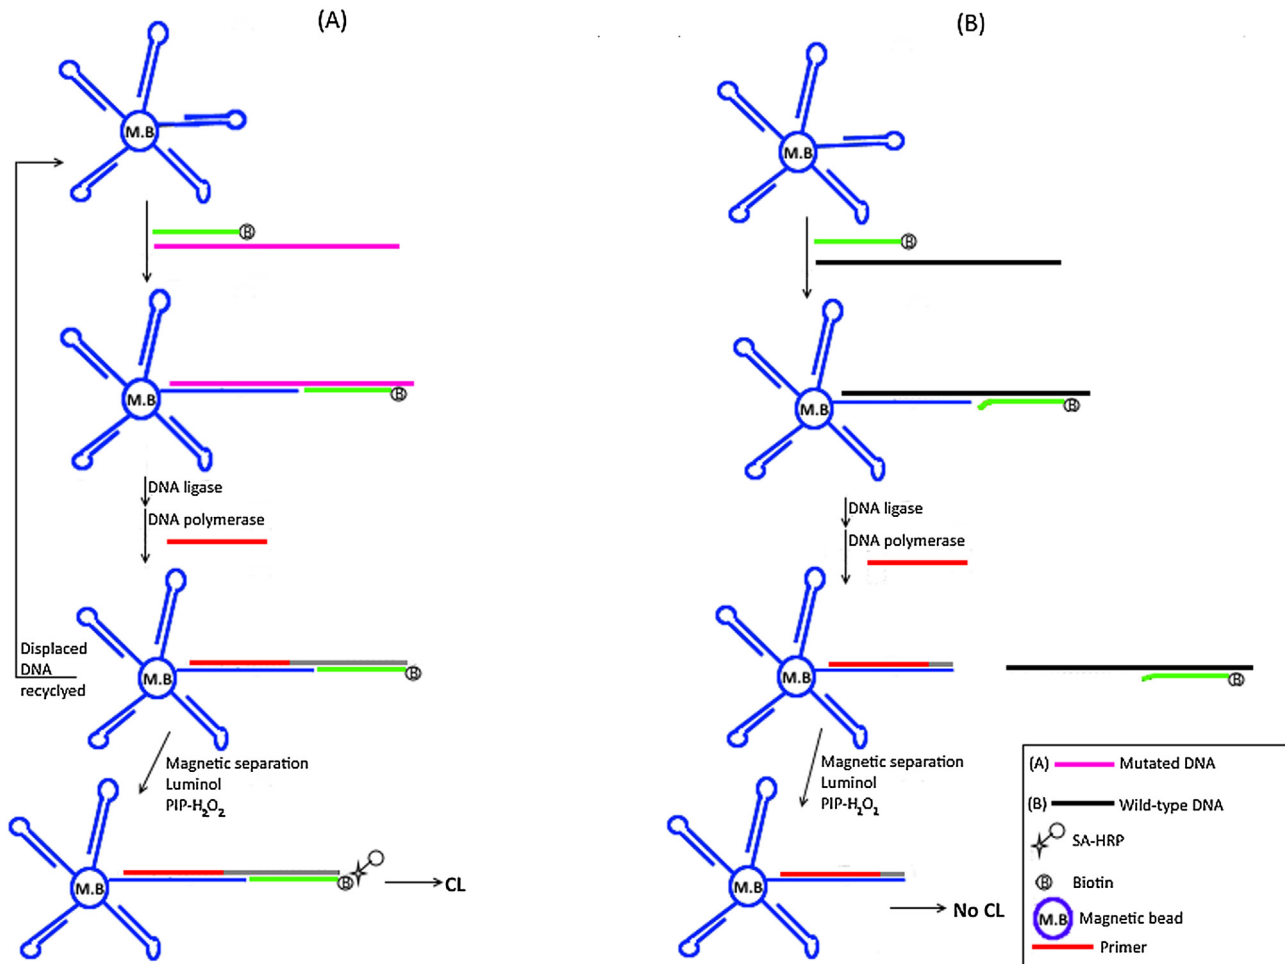 (A)
M.B
B
M.B
B
DNA ligase
DNA polymerase
Displaced
DNA
recyclyed
M.B
B
Magnetic separation
Luminol
PIP-H₂O₂
M.B
B
CL
(B)
M.B
B
M.B
B
DNA ligase
DNA polymerase
M.B
B
Magnetic separation
Luminol
PIP-H₂O₂
M.B
No CL
(A) Mutated DNA
(B) Wild-type DNA
SA-HRP
B Biotin
M.B Magnetic bead
Primer